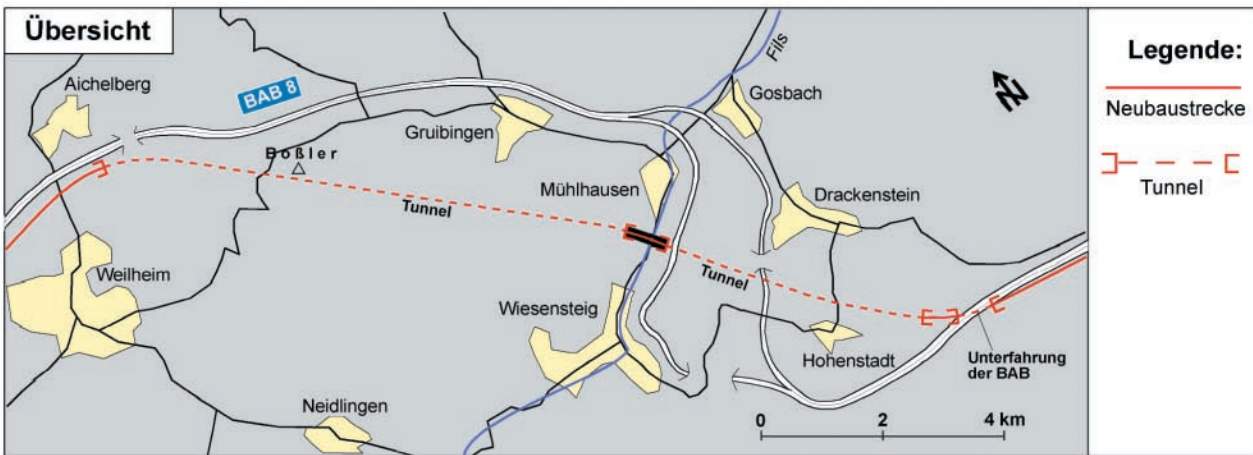 Übersicht
Aichelberg
BAB 8
Boßler
Gruibingen
Fils
Gosbach
Mühlhausen
Drackenstein
Tunnel
Weilheim
Tunnel
Wiesensteig
Hohenstadt
Unterfahrung
der BAB
Neidlingen
0 2 4 km
N
Legende:
Neubaustrecke
Tunnel